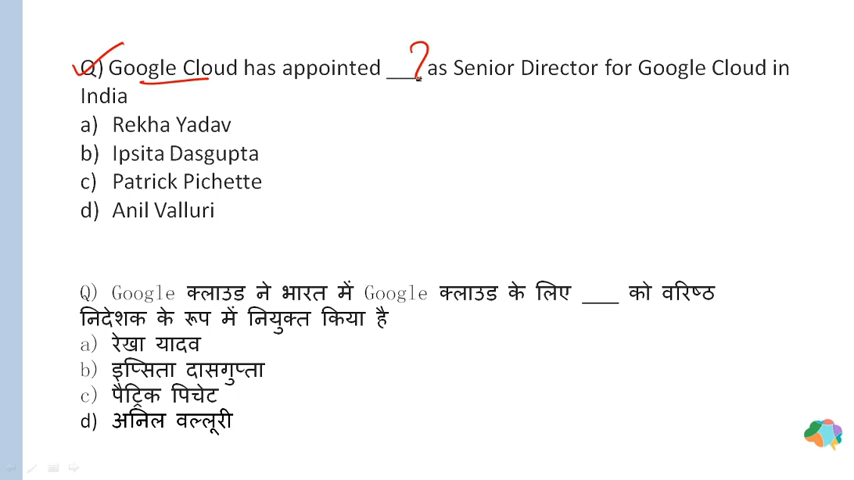 Q) Google Cloud has appointed ___? as Senior Director for Google Cloud in
India
a) Rekha Yadav
b) Ipsita Dasgupta
c) Patrick Pichette
d) Anil Valluri
Q) Google क्लाउड ने भारत में Google क्लाउड के लिए ___ को वरिष्ठ
निदेशक के रूप में नियुक्त किया है
a) रेखा यादव
b) इप्सिता दासगुप्ता
c) पैट्रिक पिचेट
d) अनिल वल्लूरी